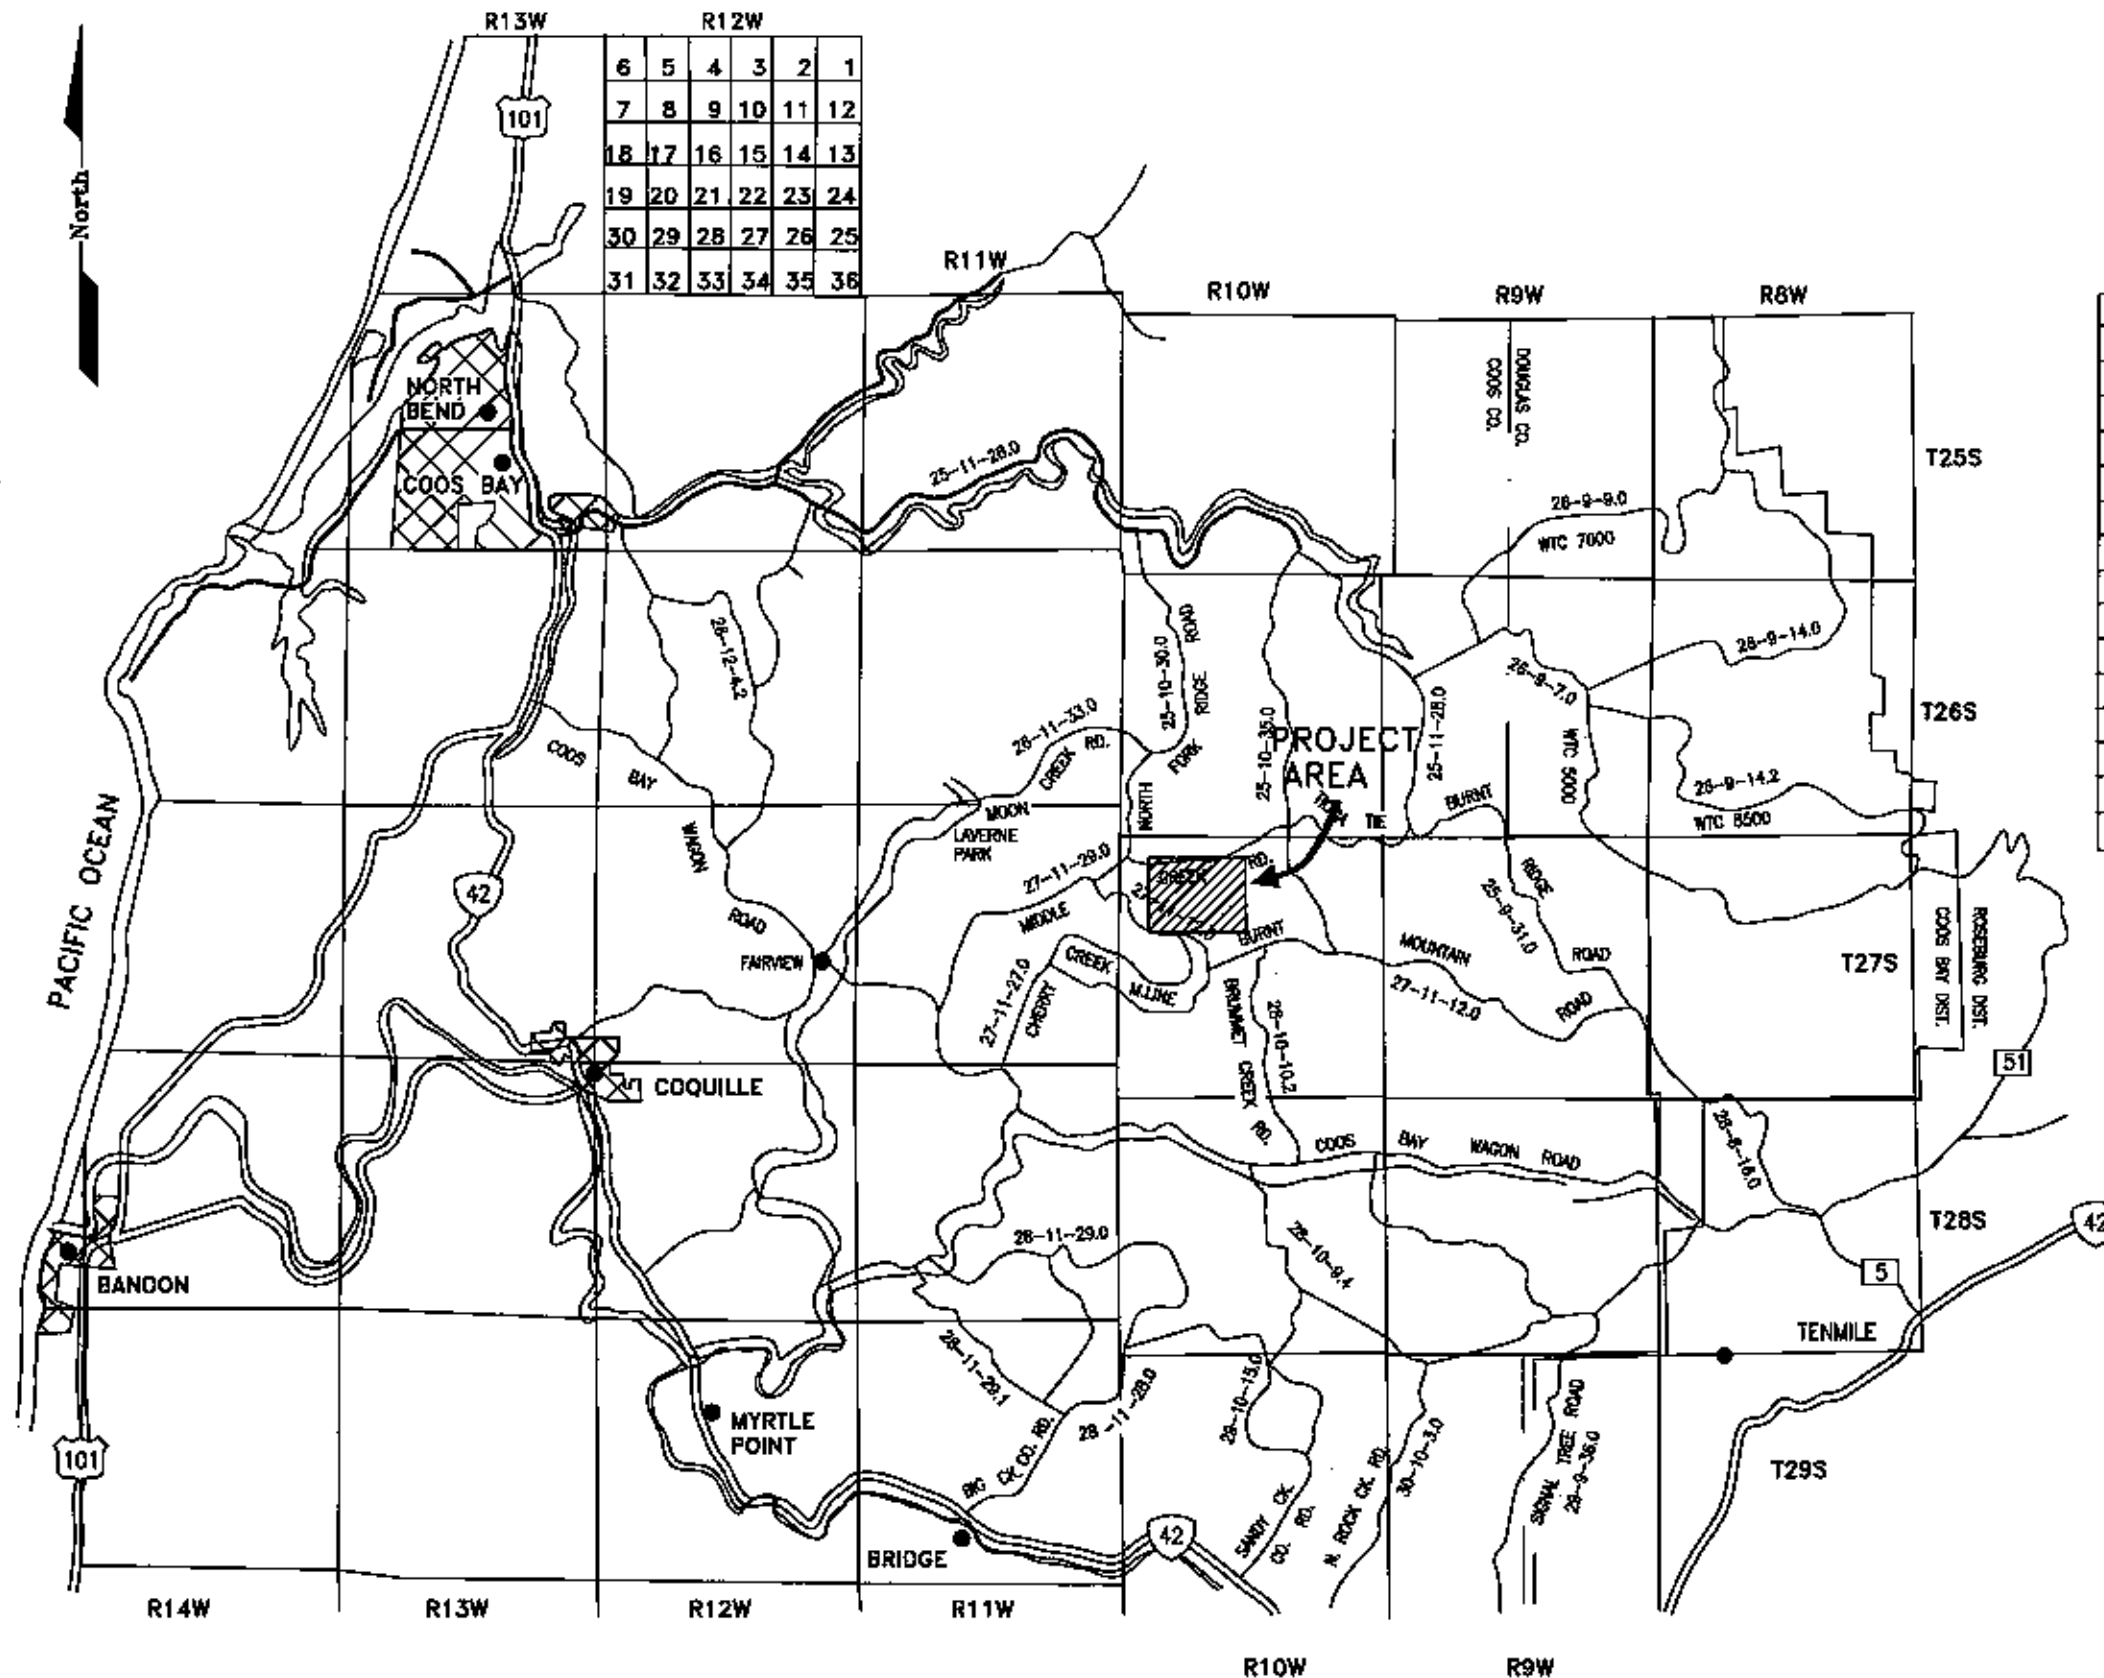 R13W
R12W
6 5 4 3 2 1
7 8 9 10 11 12
18 17 16 15 14 13
19 20 21 22 23 24
30 29 28 27 26 25
31 32 33 34 35 36
101
North
R11W
R10W
R9W
R8W
DOUGLAS CO.
COOS CO.
NORTH
BEND
COOS BAY
25-11-28.0
T25S
26-9-9.0
WTC 7000
28-12-4.2
25-10-30.0
NORTH FORK RIDGE ROAD
26-9-14.0
26-9-7.0
T26S
COOS BAY WAGON ROAD
26-11-33.0
MOON CREEK RD.
25-10-35.0
PROJECT
AREA
25-11-28.0
WTC 5000
26-9-14.2
WTC 6500
PACIFIC OCEAN
LAVERNE
PARK
TIE
BURNT RIDGE ROAD
25-9-31.0
42
27-11-29.0
MIDDLE CREEK RD.
FAIRVIEW
BURNT MOUNTAIN ROAD
27-11-12.0
T27S
COOS BAY DIST.
ROSEBURG DIST.
27-11-27.0
CHERRY CREEK
M.LINE
BRUMMET CREEK RD.
28-10-10.2
51
COQUILLE
COOS BAY WAGON ROAD
28-8-18.0
T28S
42
BANDON
28-11-29.0
28-10-9.4
5
TENMILE
28-11-29.1
28-11-28.0
29-10-15.0
MYRTLE
POINT
101
BIG CK CO. RD.
SANDY CK
CO. RD.
N. ROCK CK. RD.
30-10-3.0
SIGNAL TREE ROAD
29-9-36.0
T29S
BRIDGE
42
R14W
R13W
R12W
R11W
R10W
R9W